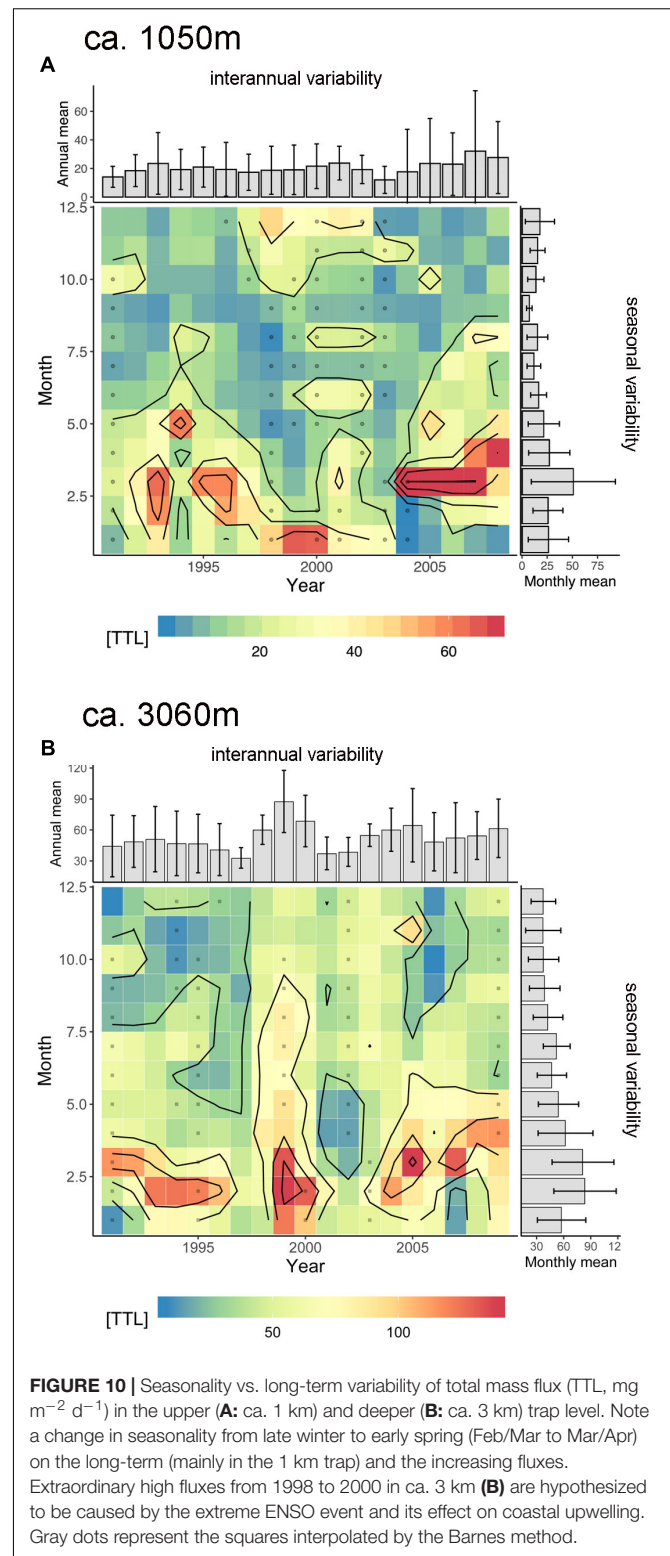 ca. 1050m
A
interannual variability
Annual mean
60
40
20
0
12.5
10.0
7.5
5.0
2.5
Month
1995 2000 2005
Year
seasonal variability
0 25 50 75
Monthly mean
[TTL]
20 40 60
ca. 3060m
B
interannual variability
Annual mean
120
90
60
30
12.5
10.0
7.5
5.0
2.5
Month
1995 2000 2005
Year
seasonal variability
30 60 90 12
Monthly mean
[TTL]
50 100
FIGURE 10 | Seasonality vs. long-term variability of total mass flux (TTL, mg
m−2 d−1) in the upper (A: ca. 1 km) and deeper (B: ca. 3 km) trap level. Note
a change in seasonality from late winter to early spring (Feb/Mar to Mar/Apr)
on the long-term (mainly in the 1 km trap) and the increasing fluxes.
Extraordinary high fluxes from 1998 to 2000 in ca. 3 km (B) are hypothesized
to be caused by the extreme ENSO event and its effect on coastal upwelling.
Gray dots represent the squares interpolated by the Barnes method.